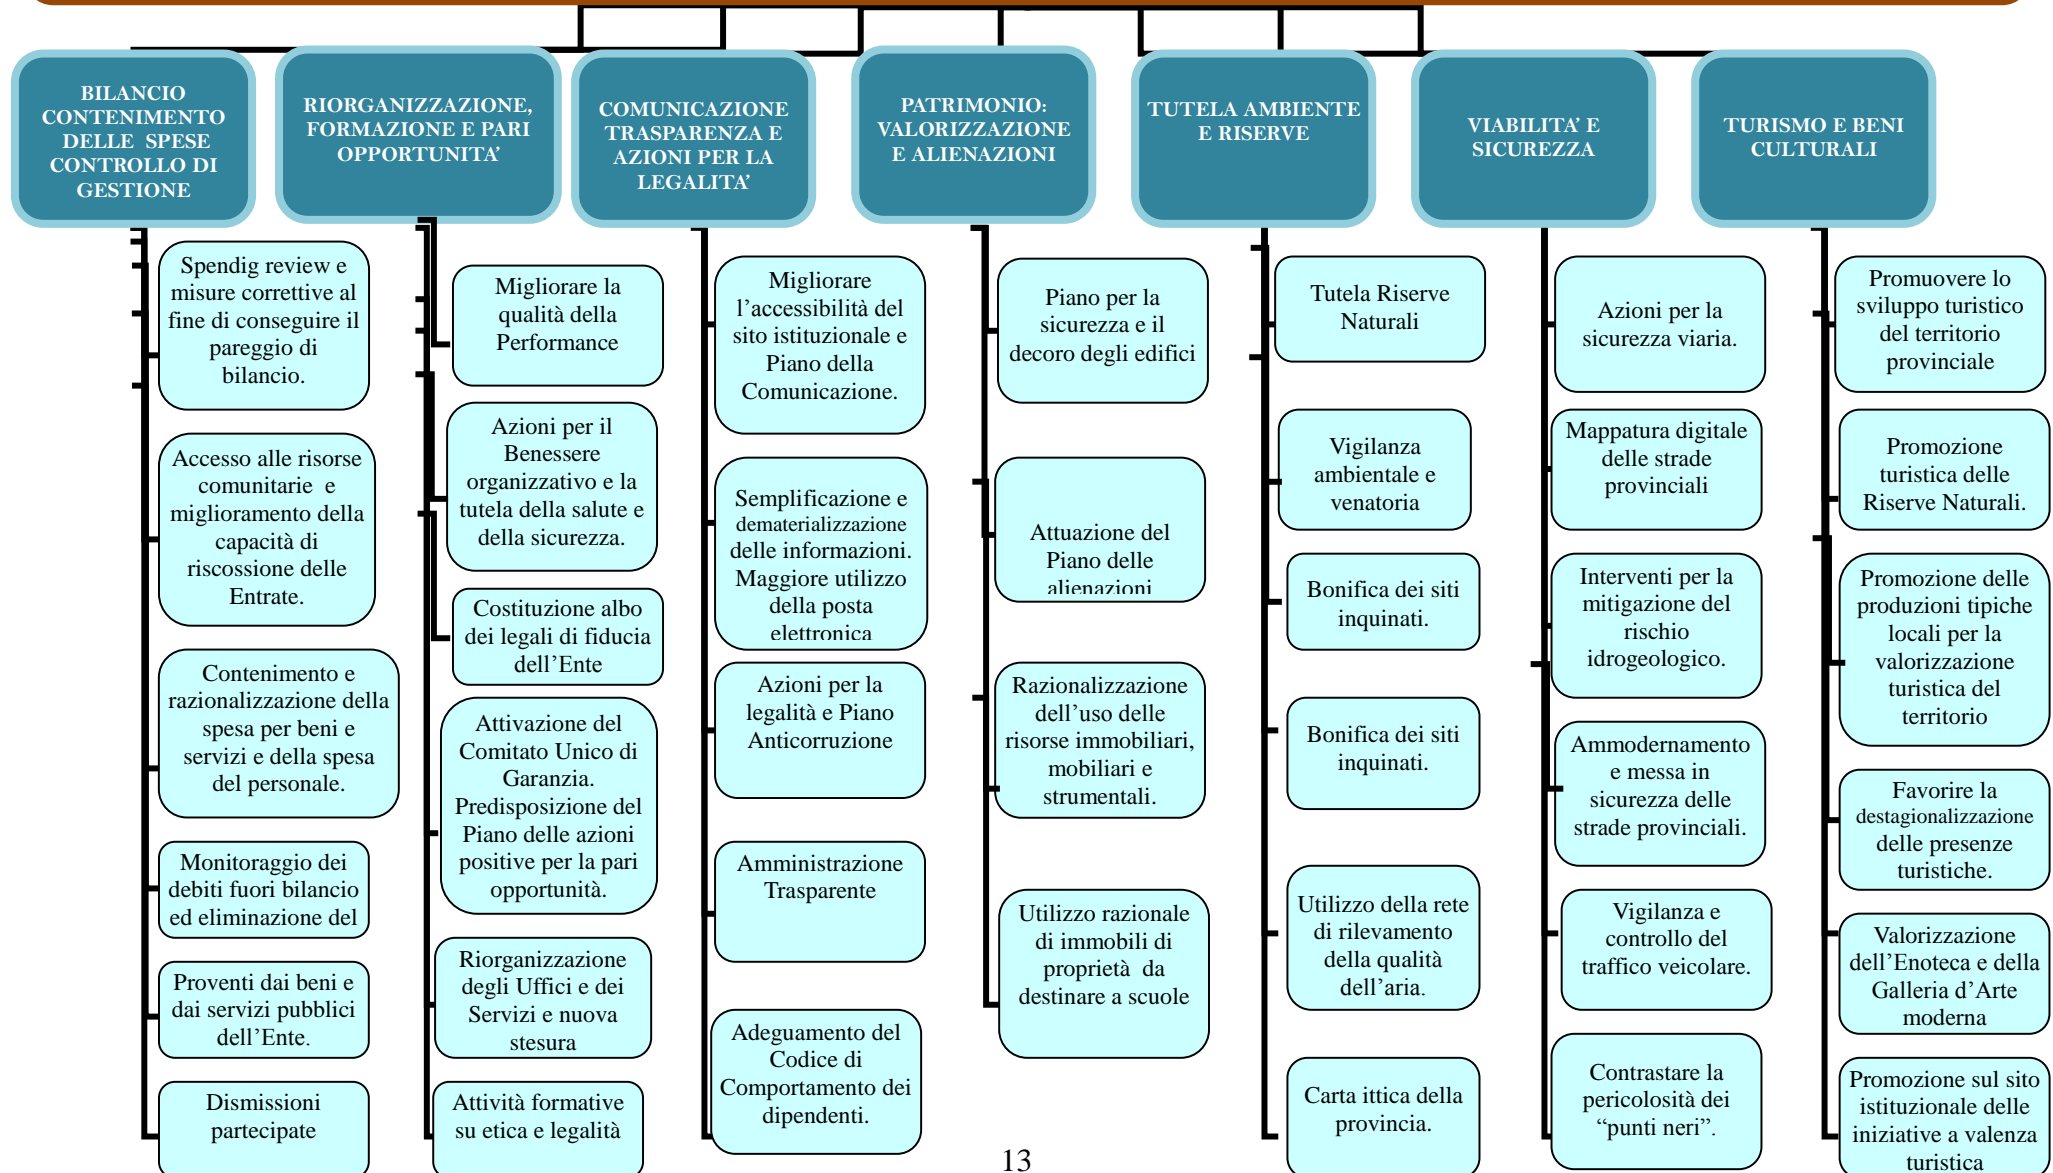 BILANCIO
CONTENIMENTO
DELLE SPESE
CONTROLLO DI
GESTIONE
Spendig review e
misure correttive al
fine di conseguire il
pareggio di
bilancio.
Accesso alle risorse
comunitarie e
miglioramento della
capacità di
riscossione delle
Entrate.
Contenimento e
razionalizzazione della
spesa per beni e
servizi e della spesa
del personale.
Monitoraggio dei
debiti fuori bilancio
ed eliminazione del
Proventi dai beni e
dai servizi pubblici
dell’Ente.
Dismissioni
partecipate
RIORGANIZZAZIONE,
FORMAZIONE E PARI
OPPORTUNITA’
Migliorare la
qualità della
Performance
Azioni per il
Benessere
organizzativo e la
tutela della salute e
della sicurezza.
Costituzione albo
dei legali di fiducia
dell’Ente
Attivazione del
Comitato Unico di
Garanzia.
Predisposizione del
Piano delle azioni
positive per la pari
opportunità.
Riorganizzazione
degli Uffici e dei
Servizi e nuova
stesura
Attività formative
su etica e legalità
COMUNICAZIONE
TRASPARENZA E
AZIONI PER LA
LEGALITA’
Migliorare
l’accessibilità del
sito istituzionale e
Piano della
Comunicazione.
Semplificazione e
dematerializzazione
delle informazioni.
Maggiore utilizzo
della posta
elettronica
Azioni per la
legalità e Piano
Anticorruzione
Amministrazione
Trasparente
Adeguamento del
Codice di
Comportamento dei
dipendenti.
PATRIMONIO:
VALORIZZAZIONE
E ALIENAZIONI
Piano per la
sicurezza e il
decoro degli edifici
Attuazione del
Piano delle
alienazioni
Razionalizzazione
dell’uso delle
risorse immobiliari,
mobiliari e
strumentali.
Utilizzo razionale
di immobili di
proprietà da
destinare a scuole
TUTELA AMBIENTE
E RISERVE
Tutela Riserve
Naturali
Vigilanza
ambientale e
venatoria
Bonifica dei siti
inquinati.
Bonifica dei siti
inquinati.
Utilizzo della rete
di rilevamento
della qualità
dell’aria.
Carta ittica della
provincia.
VIABILITA’ E
SICUREZZA
Azioni per la
sicurezza viaria.
Mappatura digitale
delle strade
provinciali
Interventi per la
mitigazione del
rischio
idrogeologico.
Ammodernamento
e messa in
sicurezza delle
strade provinciali.
Vigilanza e
controllo del
traffico veicolare.
Contrastare la
pericolosità dei
“punti neri”.
TURISMO E BENI
CULTURALI
Promuovere lo
sviluppo turistico
del territorio
provinciale
Promozione
turistica delle
Riserve Naturali.
Promozione delle
produzioni tipiche
locali per la
valorizzazione
turistica del
territorio
Favorire la
destagionalizzazione
delle presenze
turistiche.
Valorizzazione
dell’Enoteca e della
Galleria d’Arte
moderna
Promozione sul sito
istituzionale delle
iniziative a valenza
turistica
13